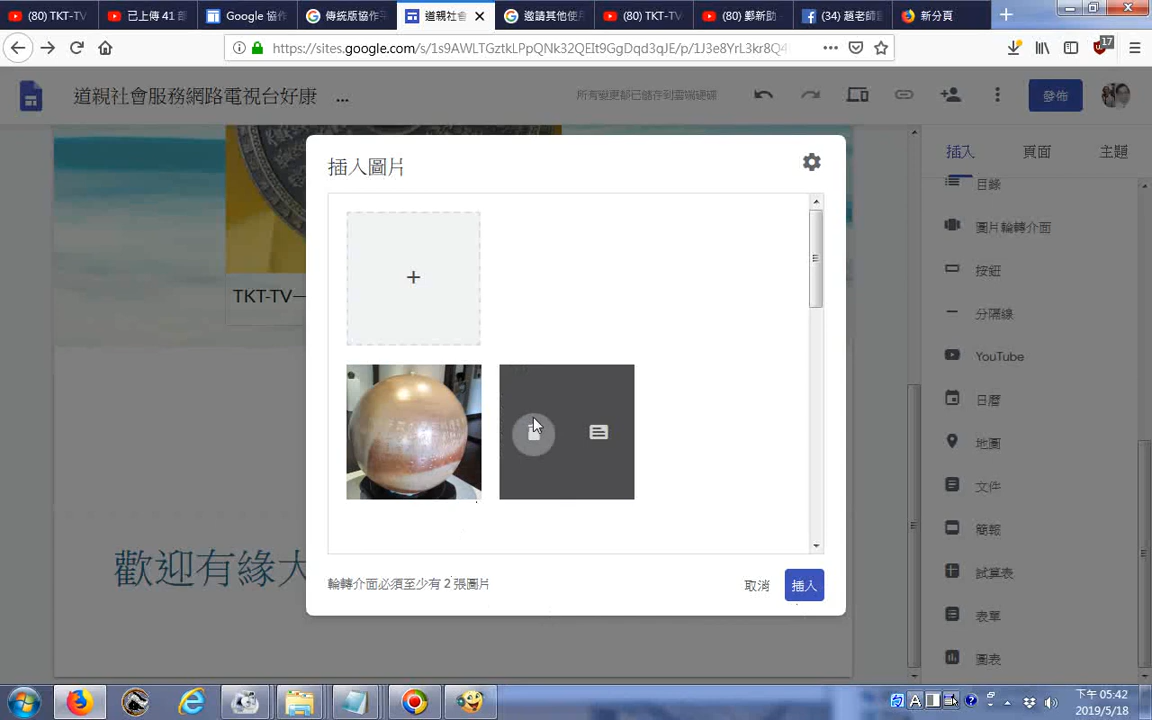 (80) TKT-TV
已上傳 41 部
Google 協作
傳統版協作平
道親社會
邀請其他使用
(80) TKT-TV
(80) 鄭新助
(34) 趙老師
新分頁
https://sites.google.com/s/1s9AWLTGztkLPpQNk32QEIt9GgDqd3qJE/p/1J3e8YrL3kr8Q4
17
道親社會服務網路電視台好康 ...
所有變更都已儲存到雲端硬碟
發佈
插入圖片
插入
頁面
主題
目錄
圖片輪轉介面
按鈕
分隔線
YouTube
日曆
地圖
文件
簡報
試算表
表單
圖表
TKT-TV一
歡迎有緣大
輪轉介面必須至少有 2 張圖片
取消
插入
下午 05:42
2019/5/18